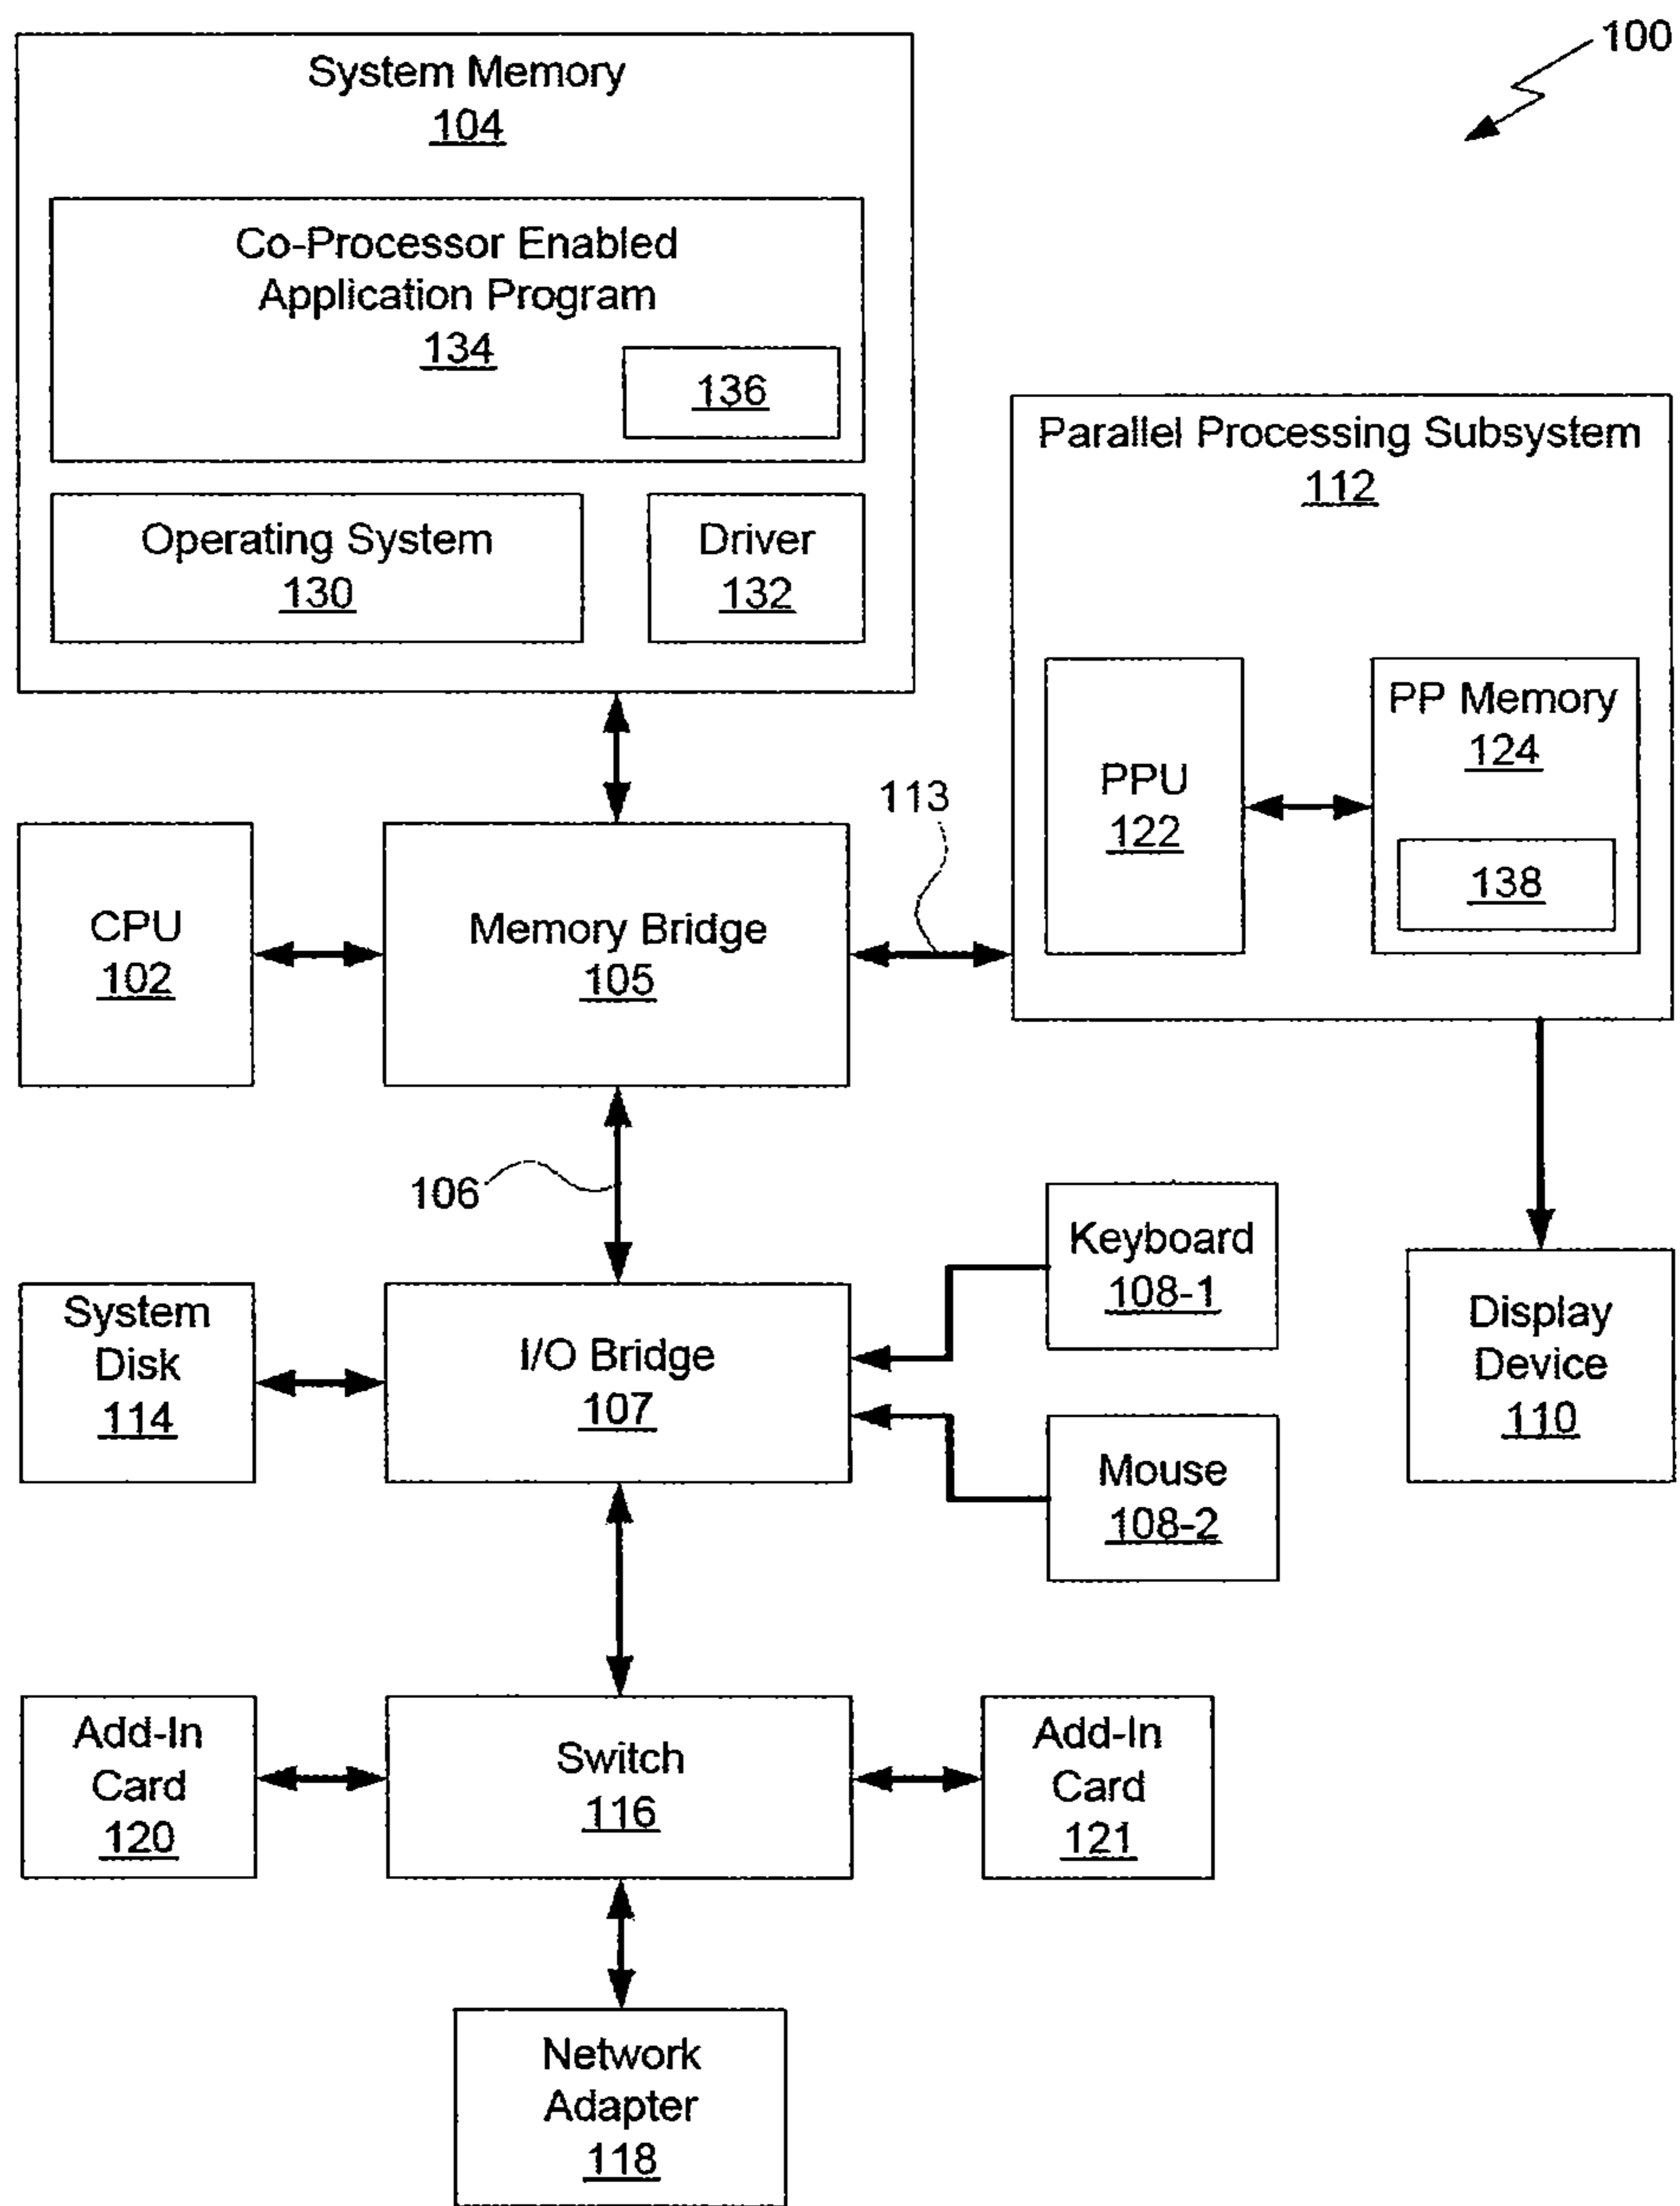 100
System Memory
104
Co-Processor Enabled
Application Program
134
136
Operating System
130
Driver
132
Parallel Processing Subsystem
112
PPU
122
PP Memory
124
138
113
CPU
102
Memory Bridge
105
106
Keyboard
108-1
System
Disk
114
I/O Bridge
107
Mouse
108-2
Display
Device
110
Add-In
Card
120
Switch
116
Add-In
Card
121
Network
Adapter
118